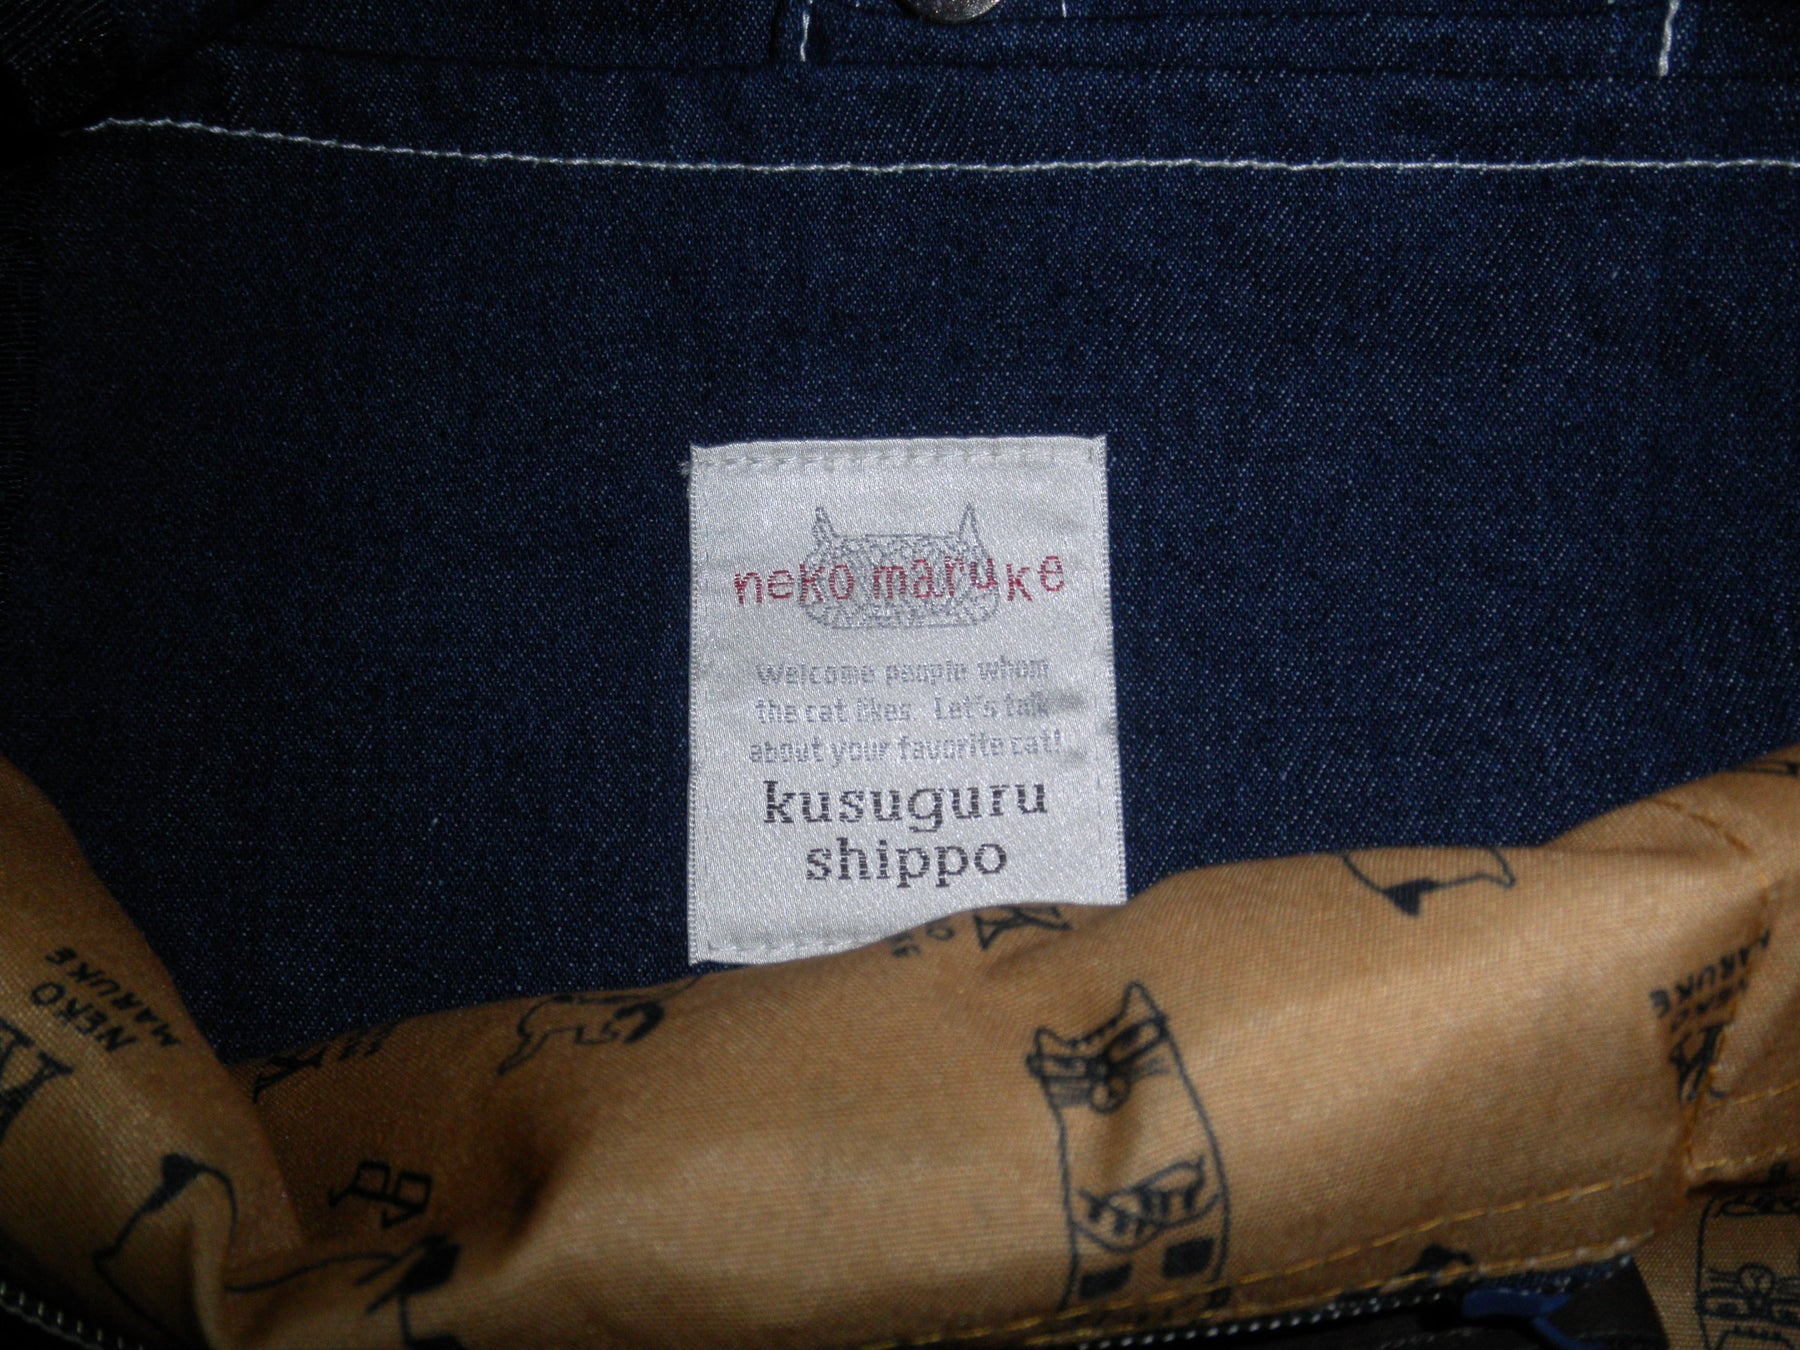 neko maruke
Welcome people whom
the cat likes. Let's talk
about your favorite cat!
kusuguru
shippo
NEKO
MARUKE